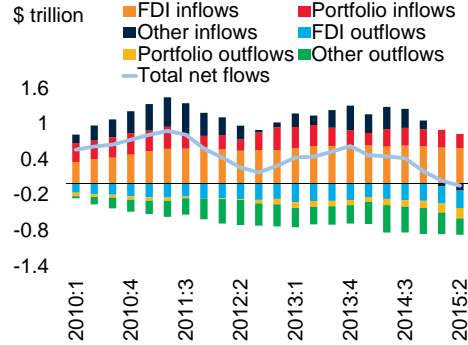 $ trillion
FDI inflows Portfolio inflows
Other inflows FDI outflows
Portfolio outflows Other outflows
Total net flows
1.6
1
0.4
-0.2
-0.8
-1.4
2010:1 2010:4 2011:3 2012:2 2013:1 2013:4 2014:3 2015:2